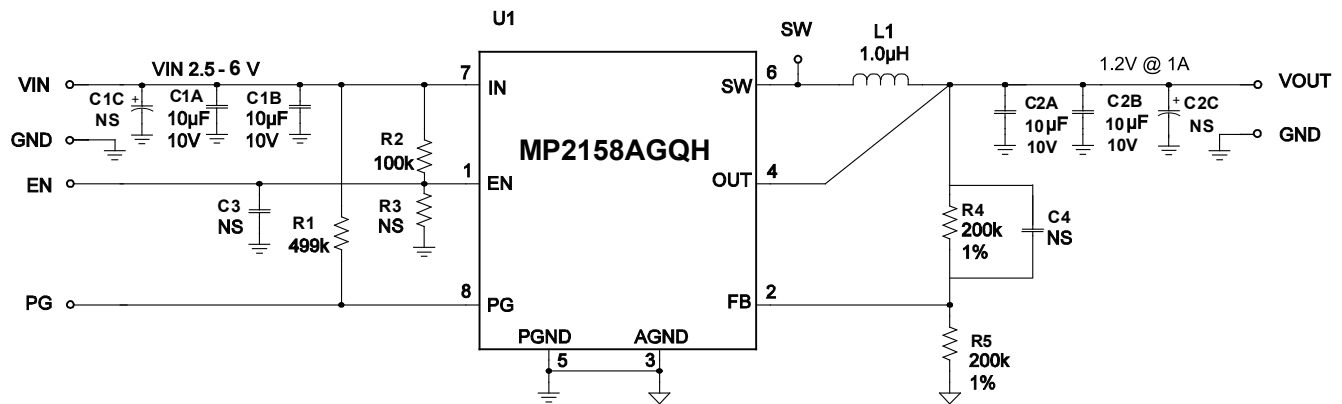 U1
SW
L1
1.0µH
VIN
VIN 2.5 - 6 V
7
IN
SW
6
1.2V @ 1A
VOUT
C1C
NS
+
C1A
10µF
10V
C1B
10µF
10V
C2A
10µF
10V
C2B
10µF
10V
+
C2C
NS
GND
GND
R2
100k
MP2158AGQH
EN
1
EN
OUT
4
C3
NS
R1
499k
R3
NS
R4
200k
1%
C4
NS
PG
8
PG
FB
2
PGND
AGND
5
3
R5
200k
1%